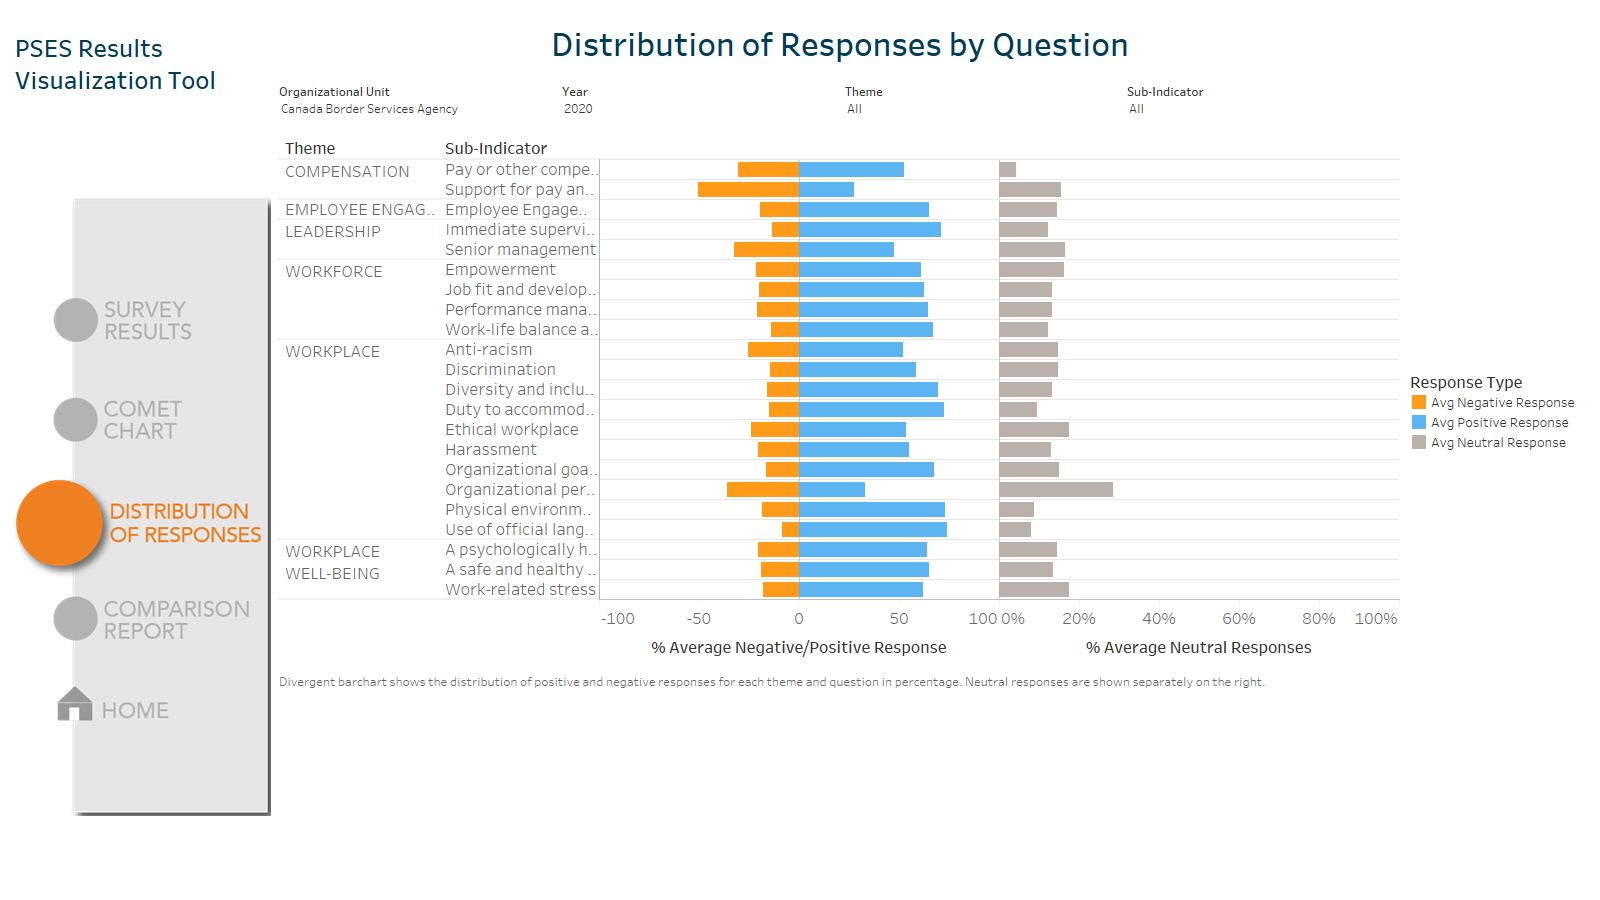 PSES Results
Visualization Tool
Distribution of Responses by Question
Organizational Unit
Canada Border Services Agency
Year
2020
Theme
All
Sub-Indicator
All
Theme Sub-Indicator
COMPENSATION Pay or other compe..
Support for pay an..
EMPLOYEE ENGAG.. Employee Engage..
LEADERSHIP Immediate supervi..
Senior management
WORKFORCE Empowerment
Job fit and develop..
Performance mana..
Work-life balance a..
WORKPLACE Anti-racism
Discrimination
Diversity and inclu..
Duty to accommod..
Ethical workplace
Harassment
Organizational goa..
Organizational per..
Physical environm..
Use of official lang..
WORKPLACE A psychologically h..
WELL-BEING A safe and healthy ..
Work-related stress
-100 -50 0 50 100 0% 20% 40% 60% 80% 100%
% Average Negative/Positive Response % Average Neutral Responses
Divergent barchart shows the distribution of positive and negative responses for each theme and question in percentage. Neutral responses are shown separately on the right.
Response Type
Avg Negative Response
Avg Positive Response
Avg Neutral Response
SURVEY
RESULTS
COMET
CHART
DISTRIBUTION
OF RESPONSES
COMPARISON
REPORT
HOME